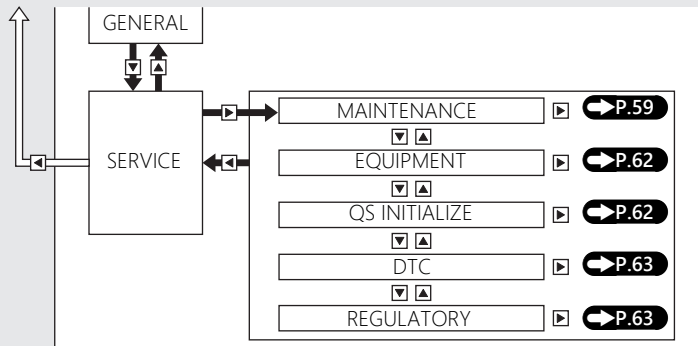 GENERAL
SERVICE
MAINTENANCE P.59
EQUIPMENT P.62
QS INITIALIZE P.62
DTC P.63
REGULATORY P.63